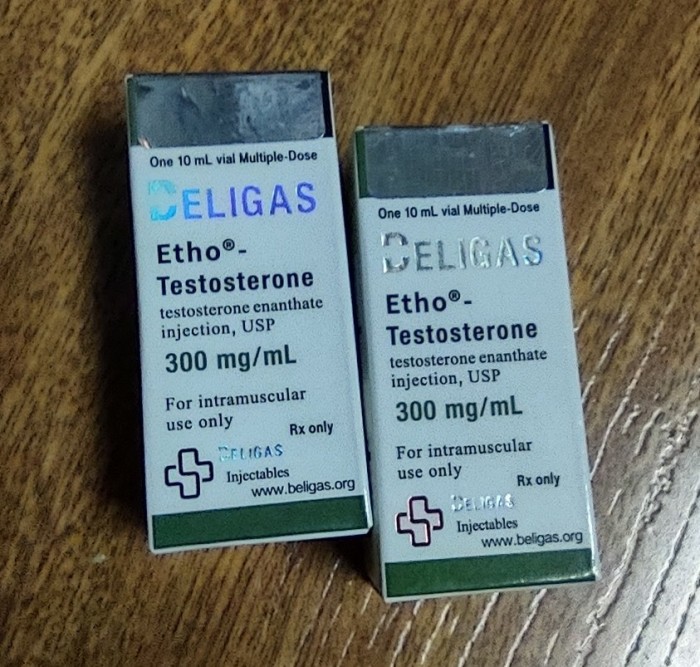 One 10 mL vial Multiple-Dose
BELIGAS
Etho®-
Testosterone
testosterone enanthate
injection, USP
300 mg/mL
For intramuscular
use only
Rx only
BELIGAS
Injectables
www.beligas.org
One 10 mL vial Multiple-Dose
BELIGAS
Etho®-
Testosterone
testosterone enanthate
injection, USP
300 mg/mL
For intramuscular
use only
Rx only
BELIGAS
Injectables
www.beligas.org